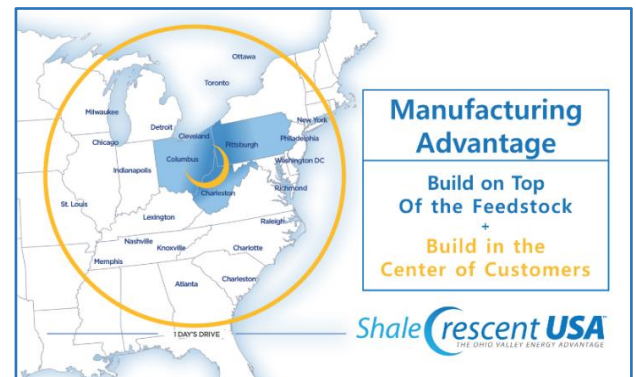 Ottawa
Toronto
Milwaukee
Detroit
New York
Chicago
Cleveland
Pittsburgh
Philadelphia
Columbus
Washington DC
Indianapolis
Charleston
Richmond
St. Louis
Lexington
Raleigh
Nashville
Knoxville
Charlotte
Memphis
Atlanta
Charleston
1 DAY'S DRIVE
Manufacturing
Advantage
Build on Top
Of the Feedstock
+
Build in the
Center of Customers
Shale Crescent USA
THE OHIO VALLEY ENERGY ADVANTAGE